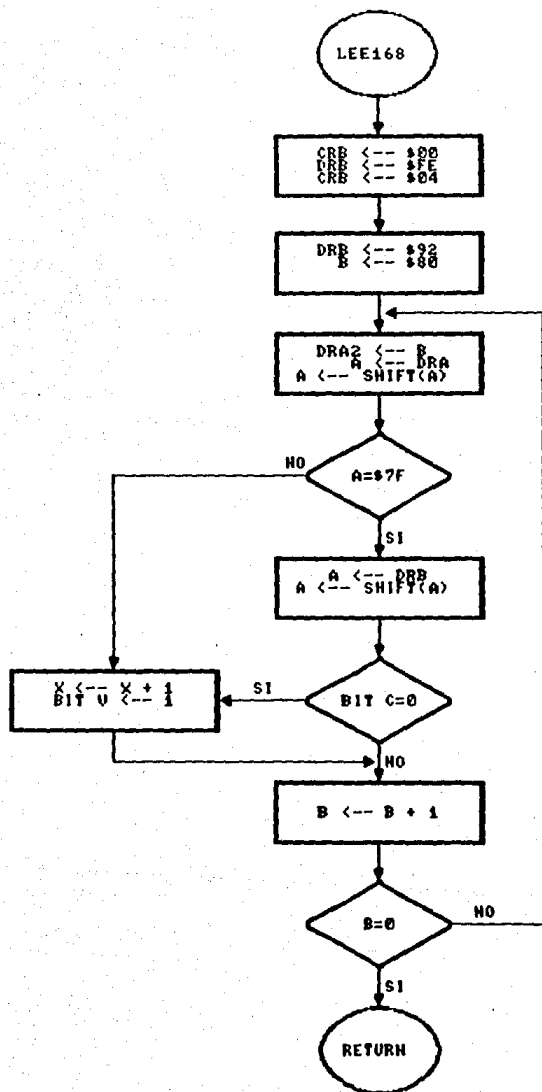 LEE168
CRB <-- $00
DRB <-- $FE
CRB <-- $04
DRB <-- $92
B <-- $80
DRA2 <-- B
A <-- DRA
A <-- SHIFT(A)
NO
A=$7F
SI
A <-- DRB
A <-- SHIFT(A)
X <-- X + 1
BIT V <-- 1
SI
BIT C=0
NO
B <-- B + 1
B=0
NO
SI
RETURN